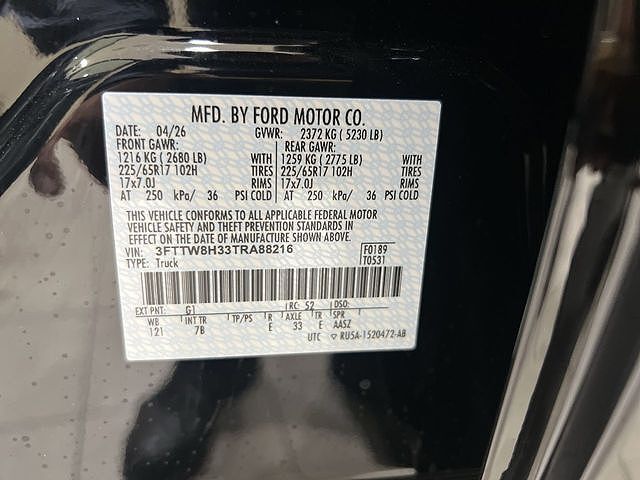 MFD. BY FORD MOTOR CO.
DATE: 04/26 GVWR: 2372 KG ( 5230 LB)
FRONT GAWR: REAR GAWR:
1216 KG ( 2680 LB) WITH 1259 KG ( 2775 LB) WITH
225/65R17 102H TIRES 225/65R17 102H TIRES
17x7.0J RIMS 17x7.0J RIMS
AT 250 kPa/ 36 PSI COLD AT 250 kPa/ 36 PSI COLD
THIS VEHICLE CONFORMS TO ALL APPLICABLE FEDERAL MOTOR
VEHICLE SAFETY AND THEFT PREVENTION STANDARDS IN
EFFECT ON THE DATE OF MANUFACTURE SHOWN ABOVE.
VIN: 3FTTW8H33TRA88216 F0189
TYPE: Truck T0531
EXT PNT: G1 RC: 52 DSO:
WB INT TR TP/PS R AXLE TR SPR
121 7B E 33 E AASZ
UTC ▽ RU5A-1520472-AB